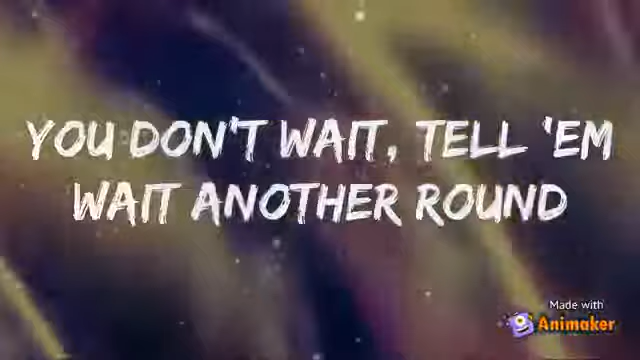 YOU DON'T WAIT, TELL 'EM
WAIT ANOTHER ROUND
Made with
Animaker